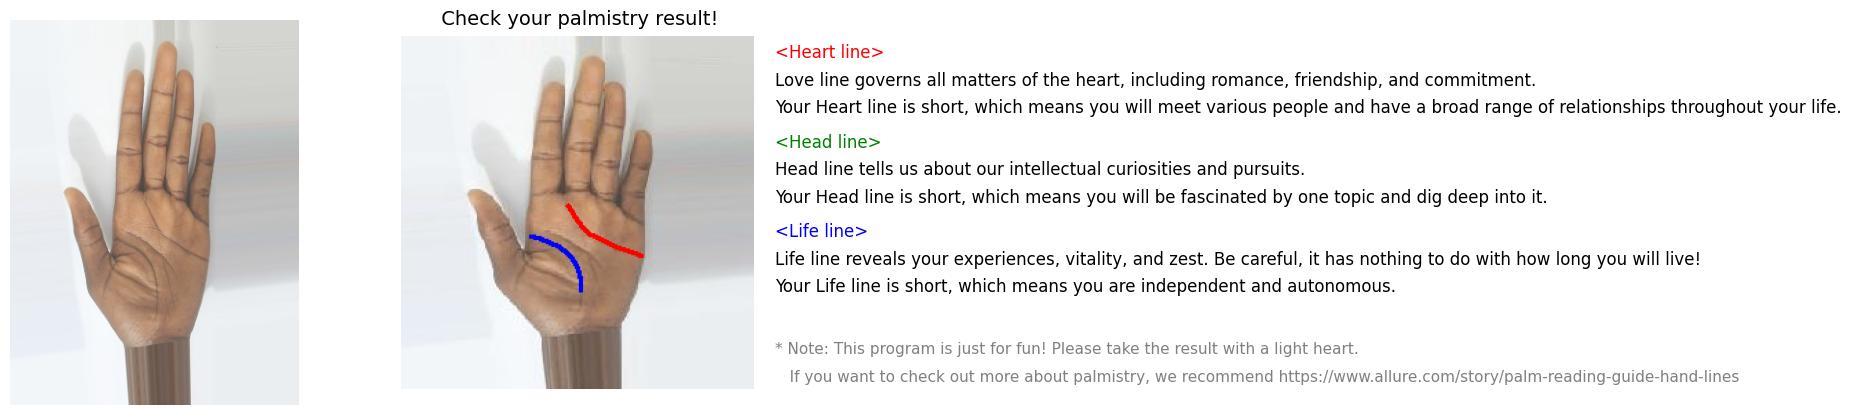 Check your palmistry result!
<Heart line>
Love line governs all matters of the heart, including romance, friendship, and commitment.
Your Heart line is short, which means you will meet various people and have a broad range of relationships throughout your life.
<Head line>
Head line tells us about our intellectual curiosities and pursuits.
Your Head line is short, which means you will be fascinated by one topic and dig deep into it.
<Life line>
Life line reveals your experiences, vitality, and zest. Be careful, it has nothing to do with how long you will live!
Your Life line is short, which means you are independent and autonomous.
* Note: This program is just for fun! Please take the result with a light heart.
If you want to check out more about palmistry, we recommend https://www.allure.com/story/palm-reading-guide-hand-lines